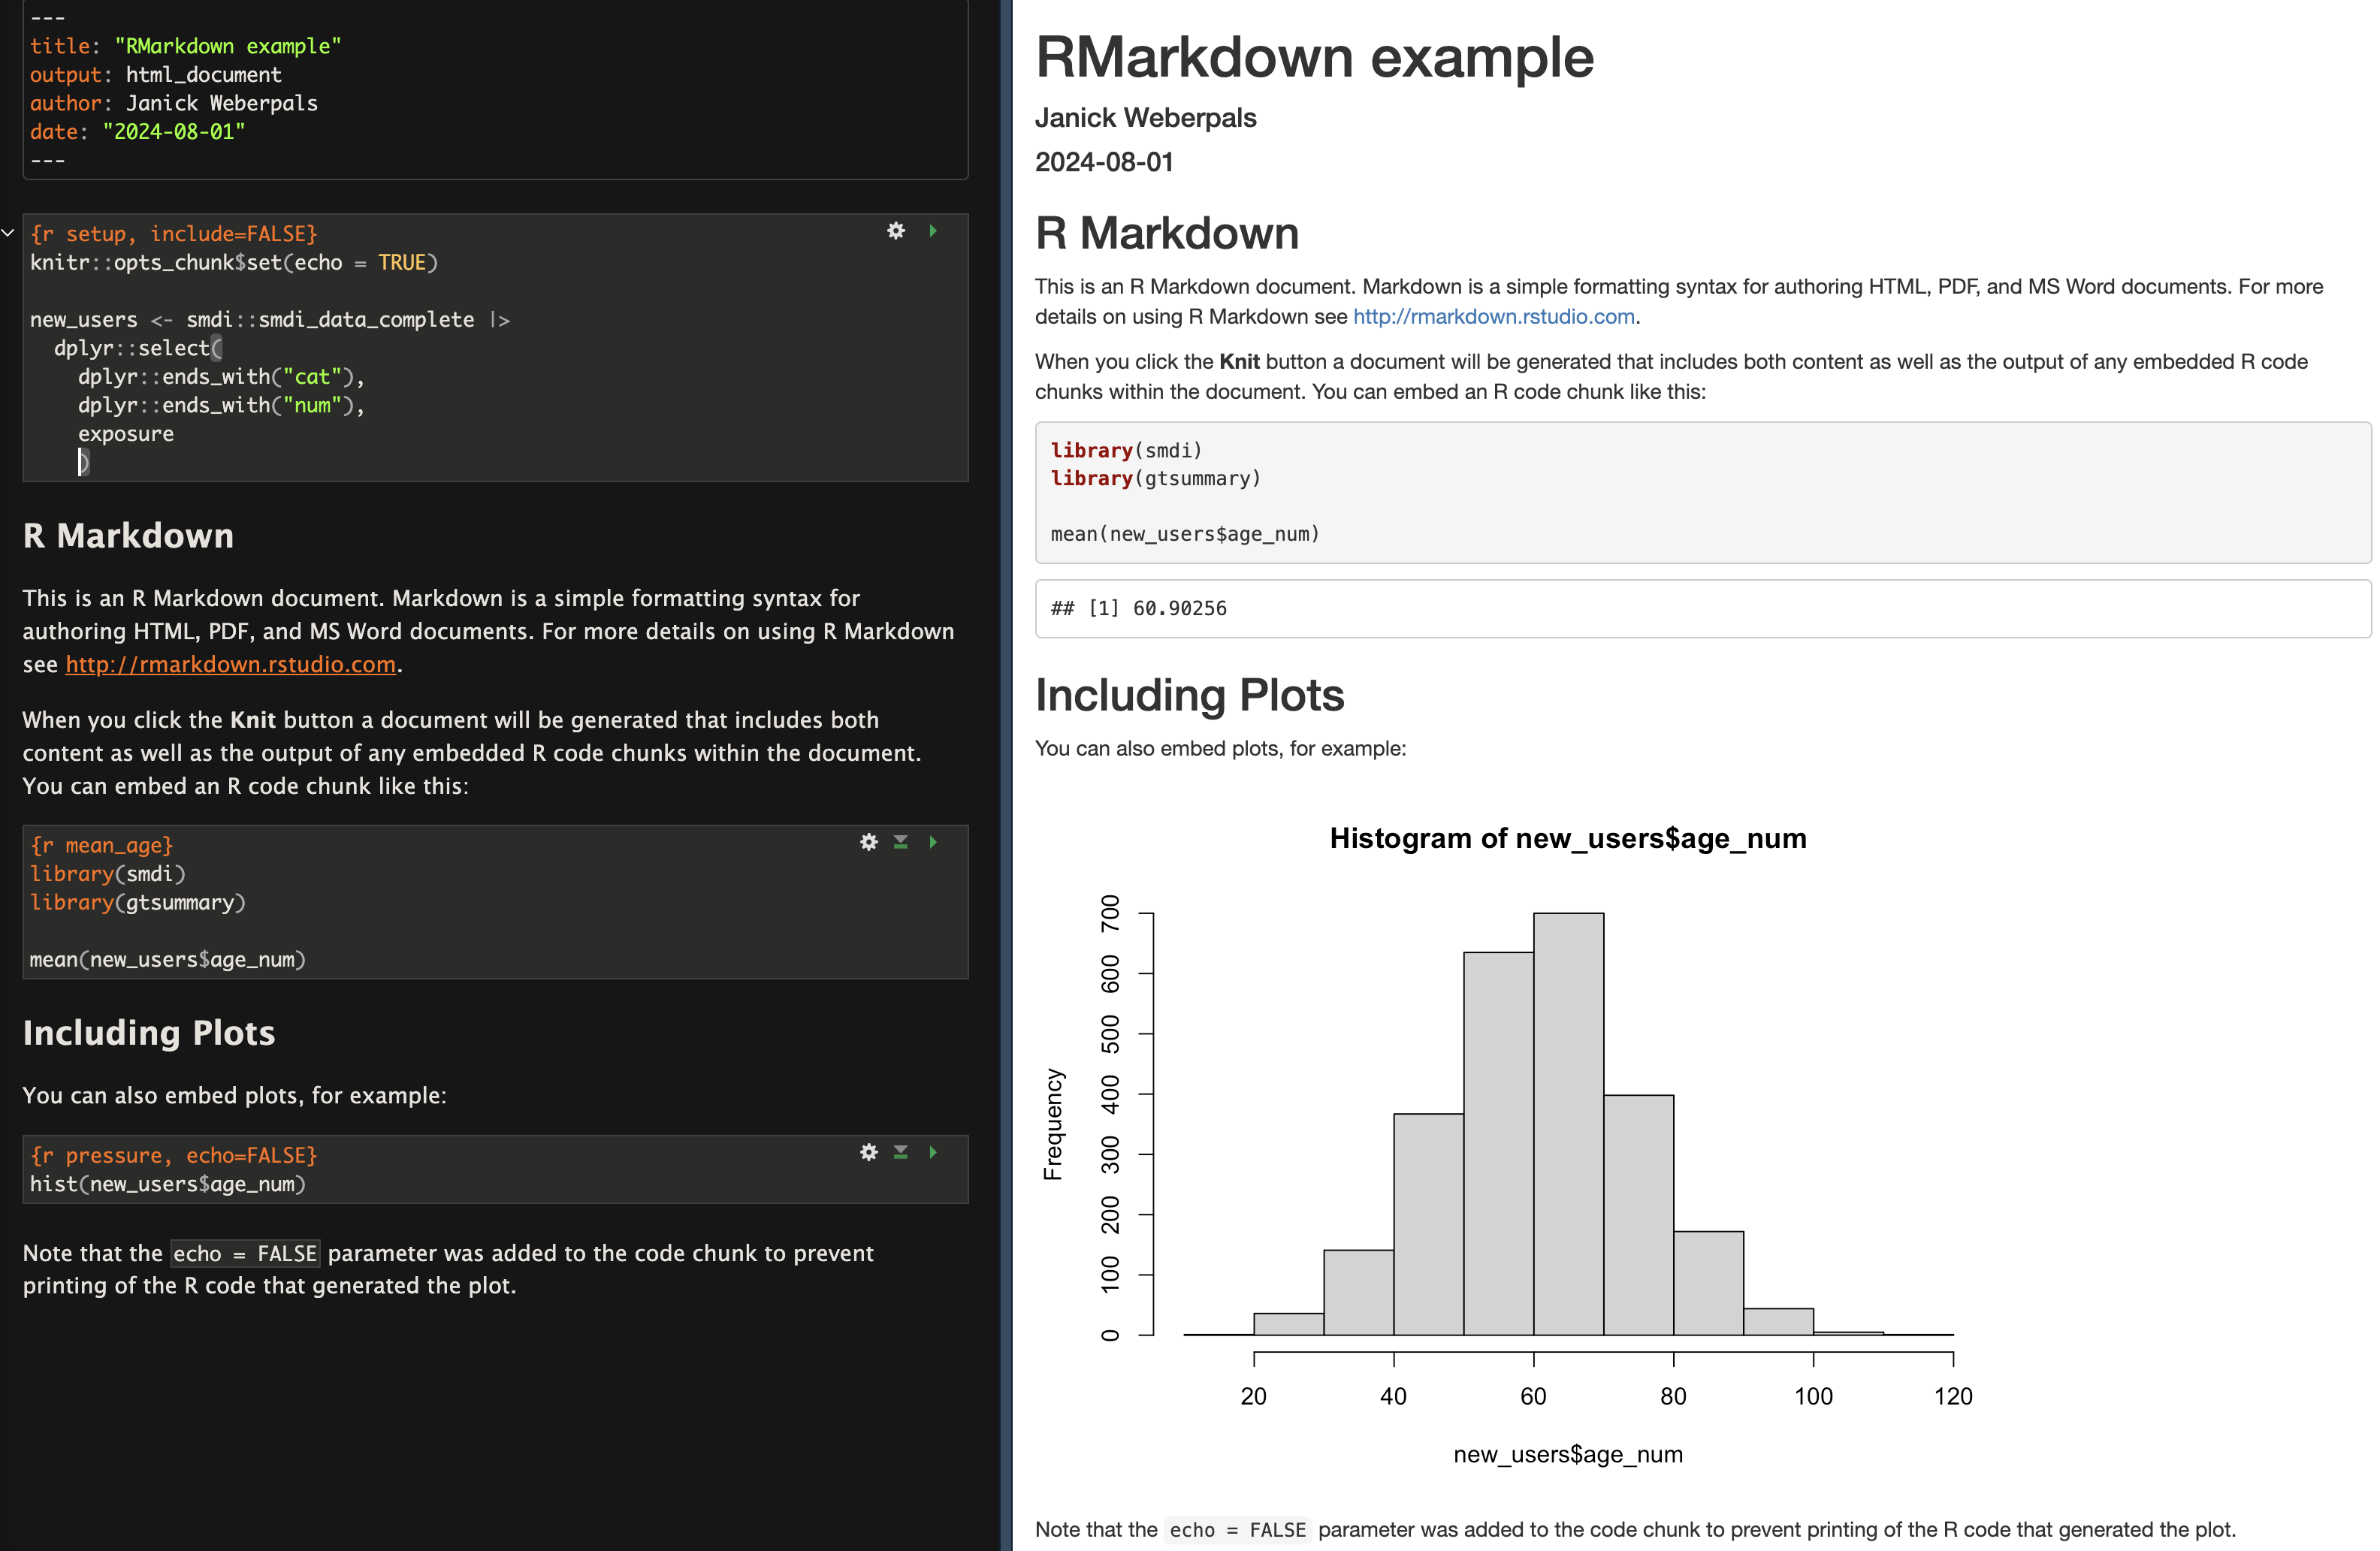 ---
title: "RMarkdown example"
output: html_document
author: Janick Weberpals
date: "2024-08-01"
---
{r setup, include=FALSE}
knitr::opts_chunk$set(echo = TRUE)
new_users <- smdi::smdi_data_complete |>
dplyr::select(
dplyr::ends_with("cat"),
dplyr::ends_with("num"),
exposure
)
R Markdown
This is an R Markdown document. Markdown is a simple formatting syntax for
authoring HTML, PDF, and MS Word documents. For more details on using R Markdown
see http://rmarkdown.rstudio.com.
When you click the Knit button a document will be generated that includes both
content as well as the output of any embedded R code chunks within the document.
You can embed an R code chunk like this:
{r mean_age}
library(smdi)
library(gtsummary)
mean(new_users$age_num)
Including Plots
You can also embed plots, for example:
{r pressure, echo=FALSE}
hist(new_users$age_num)
Note that the echo = FALSE parameter was added to the code chunk to prevent
printing of the R code that generated the plot.
RMarkdown example
Janick Weberpals
2024-08-01
R Markdown
This is an R Markdown document. Markdown is a simple formatting syntax for authoring HTML, PDF, and MS Word documents. For more
details on using R Markdown see http://rmarkdown.rstudio.com.
When you click the Knit button a document will be generated that includes both content as well as the output of any embedded R code
chunks within the document. You can embed an R code chunk like this:
library(smdi)
library(gtsummary)
mean(new_users$age_num)
## [1] 60.90256
Including Plots
You can also embed plots, for example:
Histogram of new_users$age_num
Frequency
700
600
500
400
300
200
100
0
20 40 60 80 100 120
new_users$age_num
Note that the echo = FALSE parameter was added to the code chunk to prevent printing of the R code that generated the plot.